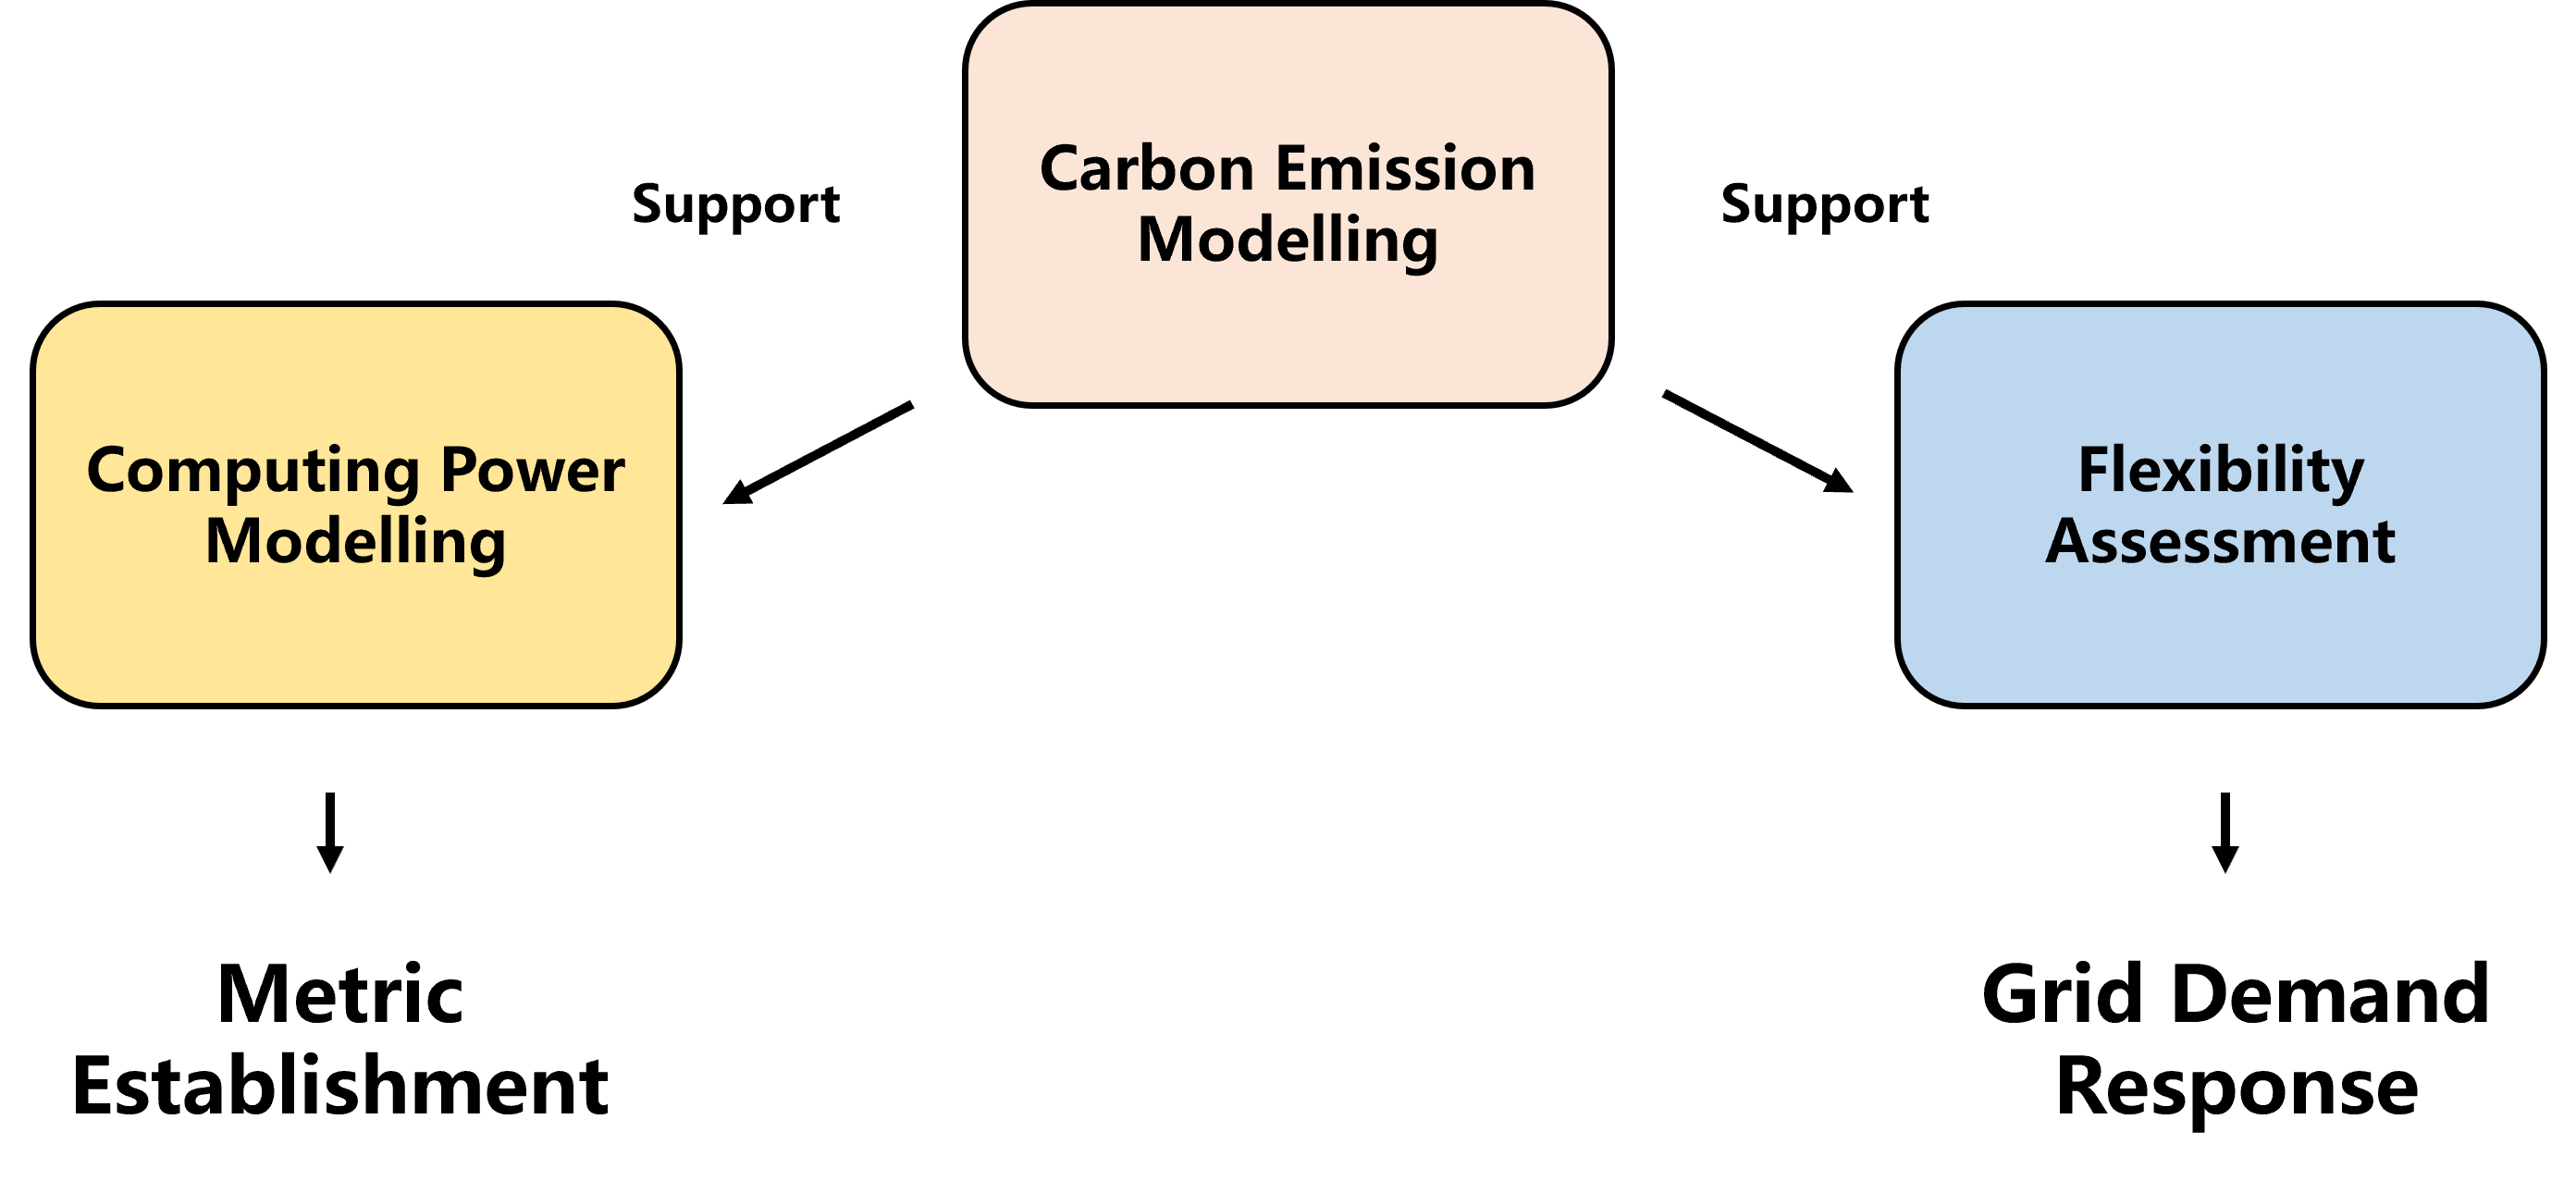 Carbon Emission
Modelling
Support
Support
Computing Power
Modelling
Flexibility
Assessment
Metric
Establishment
Grid Demand
Response